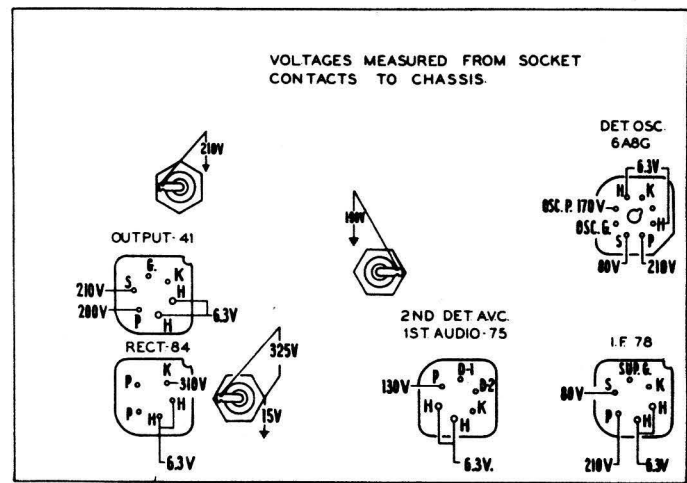 VOLTAGES MEASURED FROM SOCKET
CONTACTS TO CHASSIS.
210V
190V
DET. OSC.
6A8G
6.3V
H K
OSC. P. 170V
OSC. G. H
S P
80V 210V
OUTPUT-41
G.
S K
210V H
200V
P H 6.3V
RECT-84
K
P 310V
P H H
6.3V
325V
15V
2ND DET. A.V.C.
1ST AUDIO-75
D-1
P D-2
130V
H H K
6.3V.
I.F. 78
SUP. G.
S K
80V
P H H
210V 6.3V